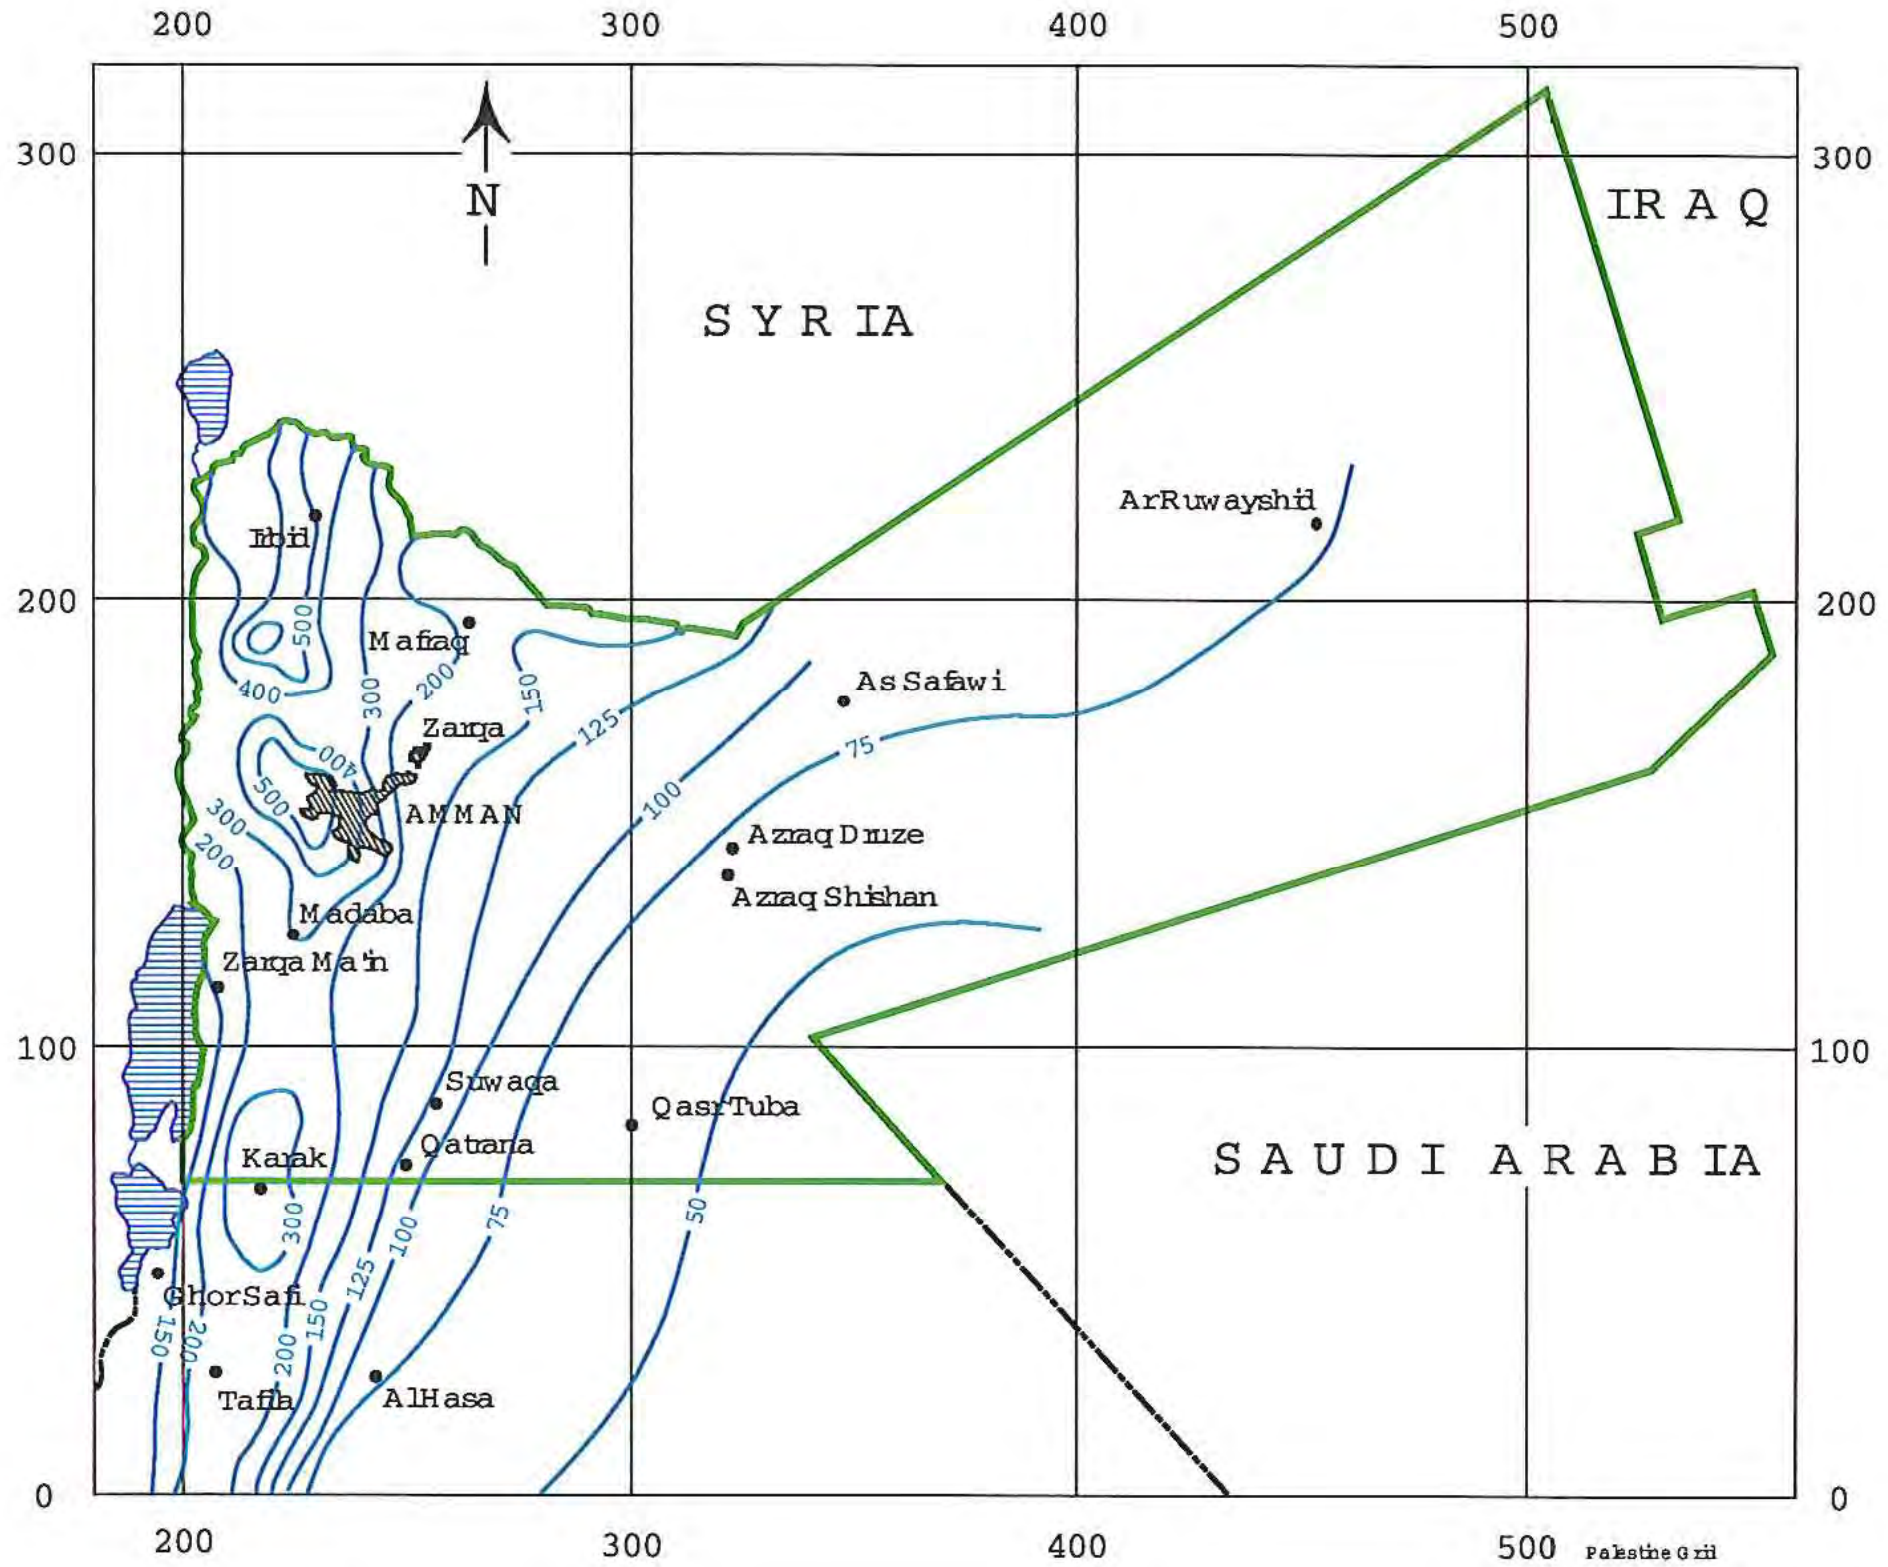 200 300 400 500
300 300
N
IRAQ
SYRIA
ArRuwayshid
Irbid
200 200
500
Mafraq
400
300
200
150
As Safawi
Zarqa
125
75
400
500
100
300
AMMAN
200
Azraq Druze
Azraq Shishan
Madaba
Zarqa Ma'in
100 100
Suwaqa
Qasr Tuba
Qatrana
Karak
SAUDI ARABIA
300
100
75
50
125
Ghor Safi
150
200
150
200
Tafila
Al Hasa
0 0
200 300 400 500 Palestine Grid